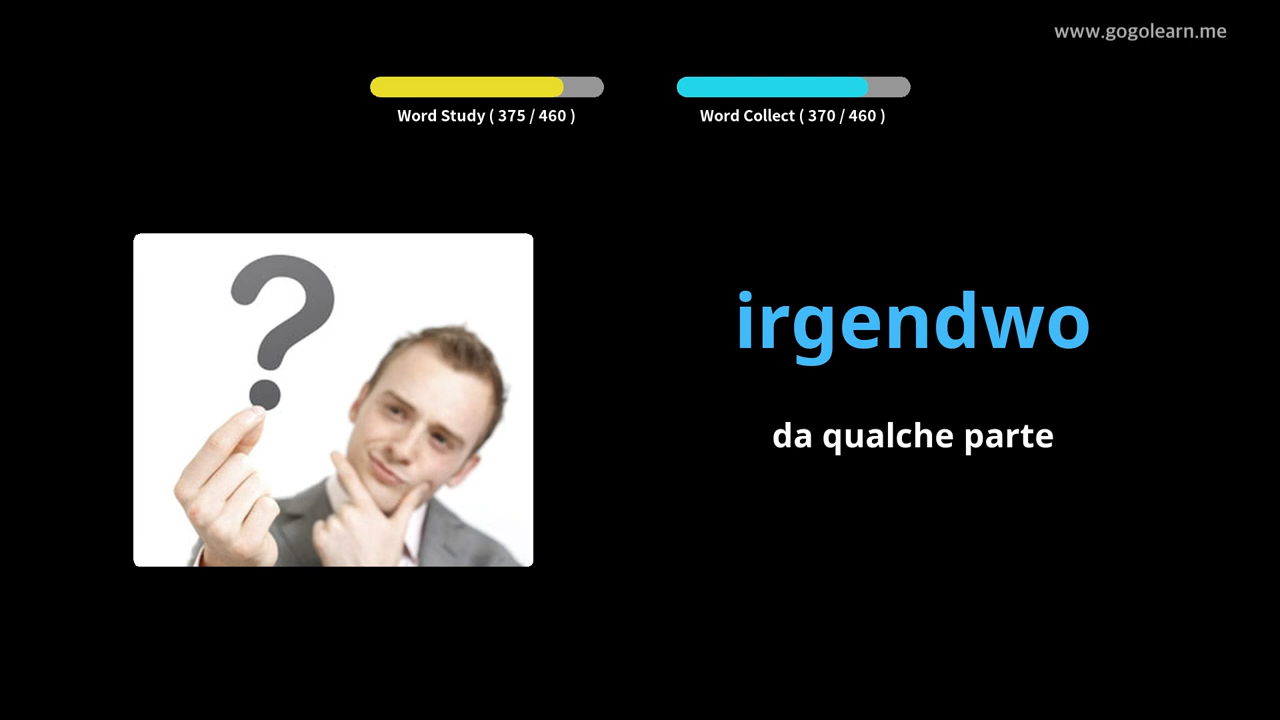 www.gogolearn.me
Word Study ( 375 / 460 )
Word Collect ( 370 / 460 )
irgendwo
da qualche parte